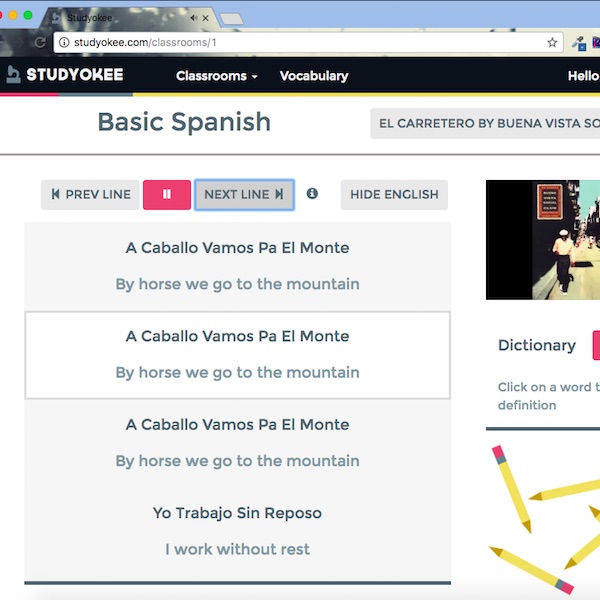 Studyokee
studyokee.com/classrooms/1
STUDYOKEE Classrooms Vocabulary Hello
Basic Spanish
EL CARRETERO BY BUENA VISTA SO
PREV LINE NEXT LINE HIDE ENGLISH
A Caballo Vamos Pa El Monte
By horse we go to the mountain
A Caballo Vamos Pa El Monte
By horse we go to the mountain
A Caballo Vamos Pa El Monte
By horse we go to the mountain
Yo Trabajo Sin Reposo
I work without rest
Dictionary
Click on a word t
definition